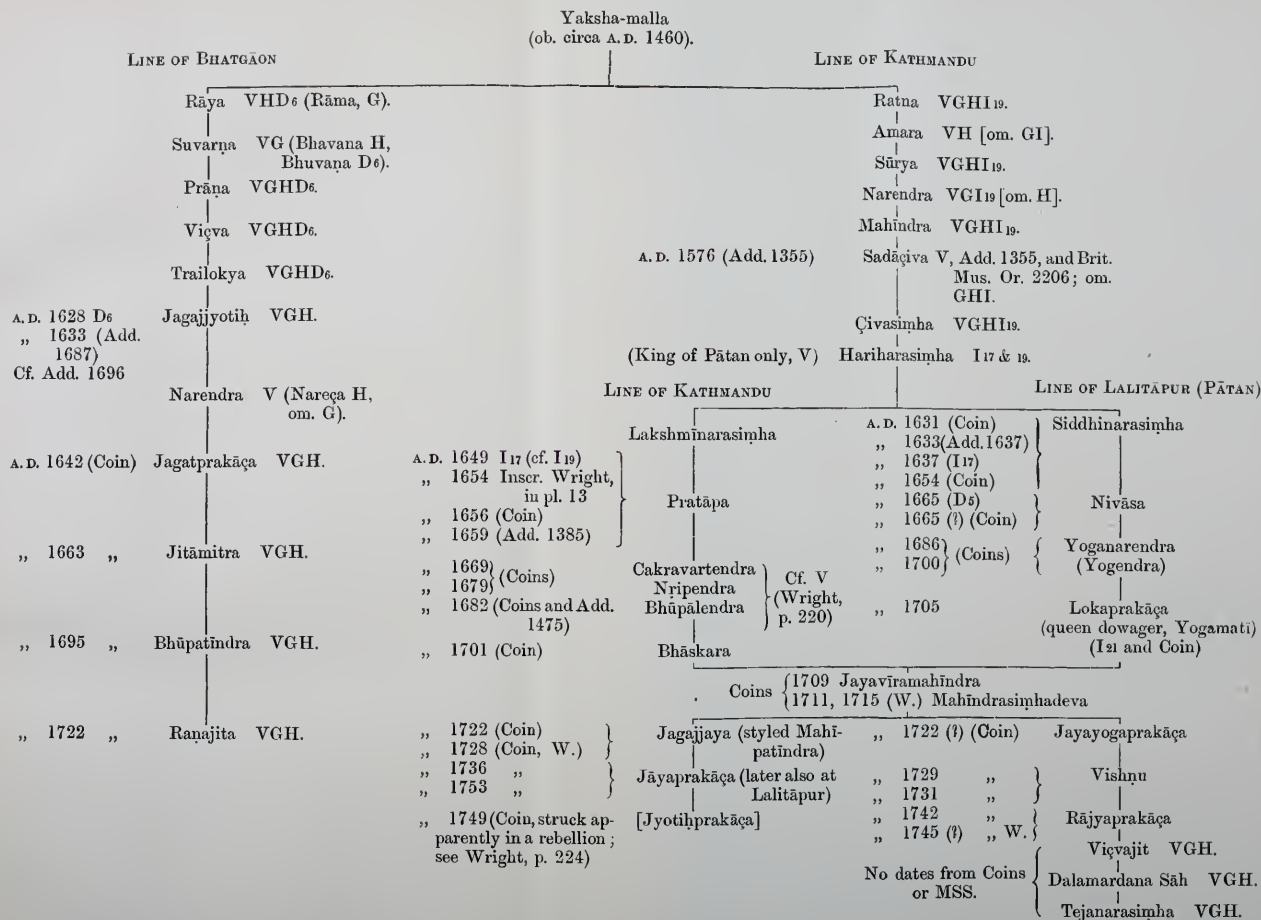 Yaksha-malla
(ob. circa A.D. 1460).
LINE OF BHATGĀON
Rāya VHD6 (Rāma, G).
Suvarṇa VG (Bhavana H,
Bhuvaṇa D6).
Prāṇa VGHD6.
Viçva VGHD6.
Trailokya VGHD6.
A.D. 1628 D6
„ 1633 (Add.
1687)
Cf. Add. 1696
Jagajjyotiḥ VGH.
Narendra V (Nareça H,
om. G).
A.D. 1642 (Coin) Jagatprakāça VGH.
„ 1663 „ Jitāmitra VGH.
„ 1695 „ Bhūpatīndra VGH.
„ 1722 „ Raṇajita VGH.
LINE OF KATHMANDU
Ratna VGHI19.
Amara VH [om. GI].
Sūrya VGHI19.
Narendra VGI19 [om. H].
Mahīndra VGHI19.
A.D. 1576 (Add. 1355) Sadāçiva V, Add. 1355, and Brit.
Mus. Or. 2206; om.
GHI.
Çivasiṃha VGHI19.
(King of Pātan only, V) Hariharasiṃha I17 & 19.
LINE OF KATHMANDU
Lakshmīnarasiṃha
A.D. 1649 I17 (cf. I19)
„ 1654 Inscr. Wright,
in pl. 13
„ 1656 (Coin)
„ 1659 (Add. 1385)
Pratāpa
„ 1669
„ 1679 (Coins)
„ 1682 (Coins and Add.
1475)
Cakravartendra
Nṛipendra
Bhūpālendra
Cf. V
(Wright,
p. 220)
„ 1701 (Coin) Bhāskara
LINE OF LALITĀPUR (PĀTAN)
A.D. 1631 (Coin)
„ 1633(Add.1637)
„ 1637 (I17)
„ 1654 (Coin)
Siddhinarasiṃha
„ 1665 (D5)
„ 1665 (?) (Coin)
Nivāsa
„ 1686
„ 1700 (Coins)
Yoganarendra
(Yogendra)
„ 1705 Lokaprakāça
(queen dowager, Yogamatī)
(I21 and Coin)
Coins
1709 Jayavīramahīndra
1711, 1715 (W.) Mahīndrasiṃhadeva
„ 1722 (Coin)
„ 1728 (Coin, W.)
Jagajjaya (styled Mahī-
patīndra)
„ 1736 „
„ 1753 „
Jāyaprakāça (later also at
Lalitāpur)
„ 1749 (Coin, struck ap-
parently in a rebellion;
see Wright, p. 224)
[Jyotiḥprakāça]
„ 1722 (?) (Coin) Jayayogaprakāça
„ 1729 „
„ 1731 „
Vishṇu
„ 1742 „
„ 1745 (?) „ W.
Rājyaprakāça
No dates from Coins
or MSS.
Viçvajit VGH.
Dalamardana Sāh VGH.
Tejanarasiṃha VGH.